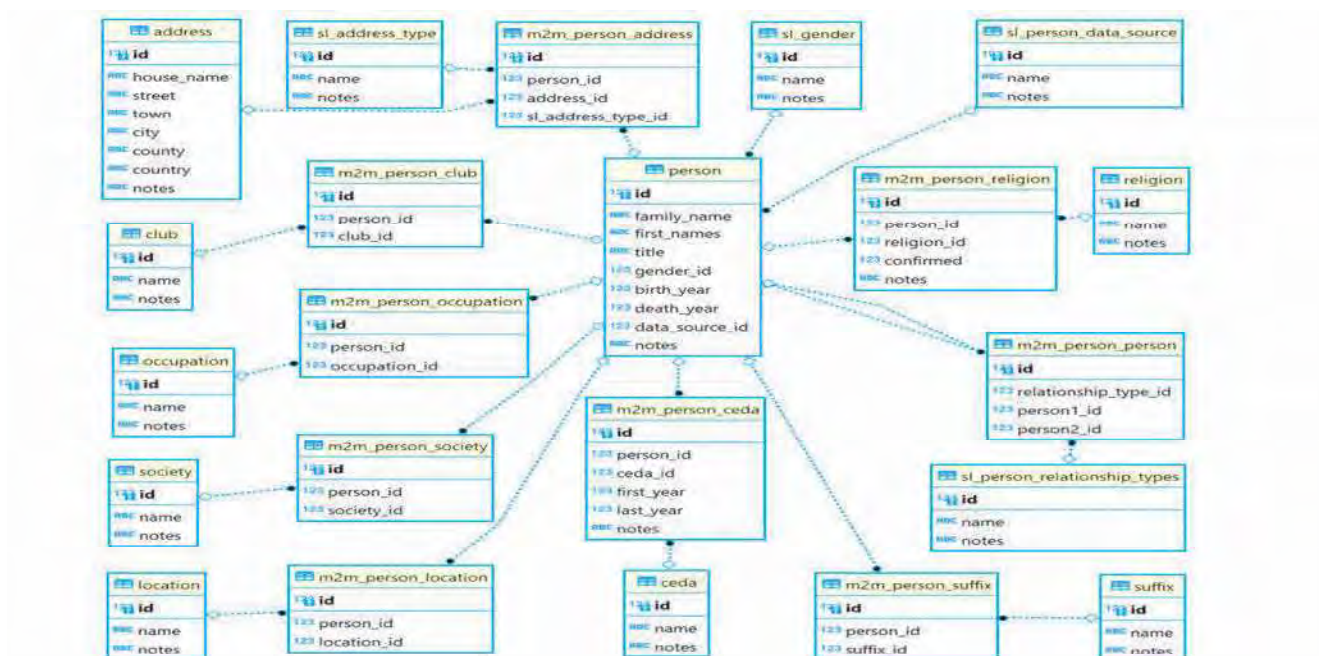 address
id
house_name
street
town
city
county
country
notes
sl_address_type
id
name
notes
m2m_person_address
id
person_id
address_id
sl_address_type_id
sl_gender
id
name
notes
sl_person_data_source
id
name
notes
m2m_person_club
id
person_id
club_id
person
id
family_name
first_names
title
gender_id
birth_year
death_year
data_source_id
notes
m2m_person_religion
id
person_id
religion_id
confirmed
notes
religion
id
name
notes
club
id
name
notes
m2m_person_occupation
id
person_id
occupation_id
occupation
id
name
notes
m2m_person_person
id
relationship_type_id
person1_id
person2_id
m2m_person_ceda
id
person_id
ceda_id
first_year
last_year
notes
m2m_person_society
id
person_id
society_id
society
id
name
notes
sl_person_relationship_types
id
name
notes
location
id
name
notes
m2m_person_location
id
person_id
location_id
ceda
id
name
notes
m2m_person_suffix
id
person_id
suffix_id
suffix
id
name
notes